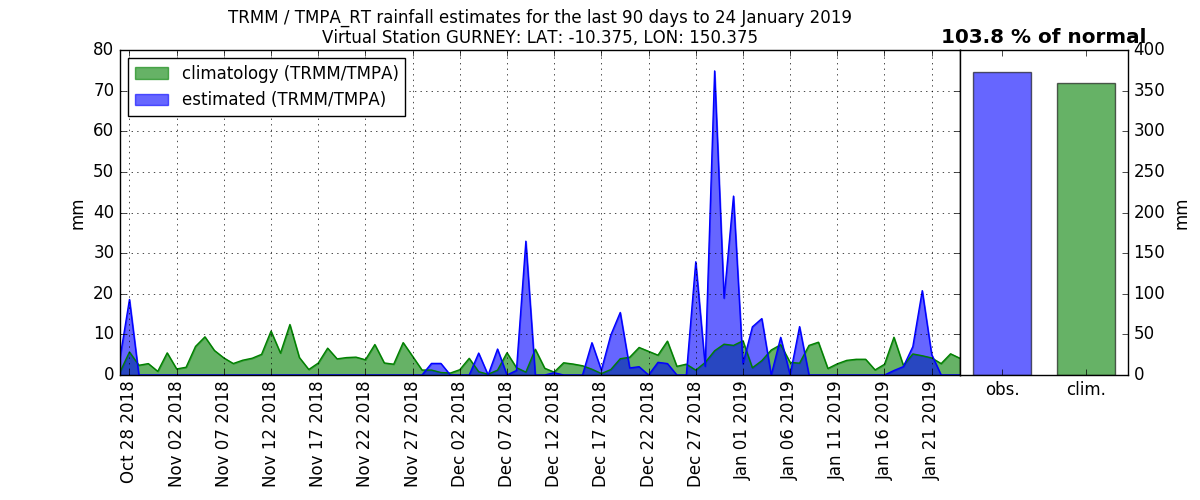 TRMM / TMPA_RT rainfall estimates for the last 90 days to 24 January 2019
Virtual Station GURNEY: LAT: -10.375, LON: 150.375
103.8 % of normal
climatology (TRMM/TMPA)
estimated (TRMM/TMPA)
80
70
60
50
40
30
20
10
0
mm
Oct 28 2018
Nov 02 2018
Nov 07 2018
Nov 12 2018
Nov 17 2018
Nov 22 2018
Nov 27 2018
Dec 02 2018
Dec 07 2018
Dec 12 2018
Dec 17 2018
Dec 22 2018
Dec 27 2018
Jan 01 2019
Jan 06 2019
Jan 11 2019
Jan 16 2019
Jan 21 2019
obs.
clim.
400
350
300
250
200
150
100
50
0
mm